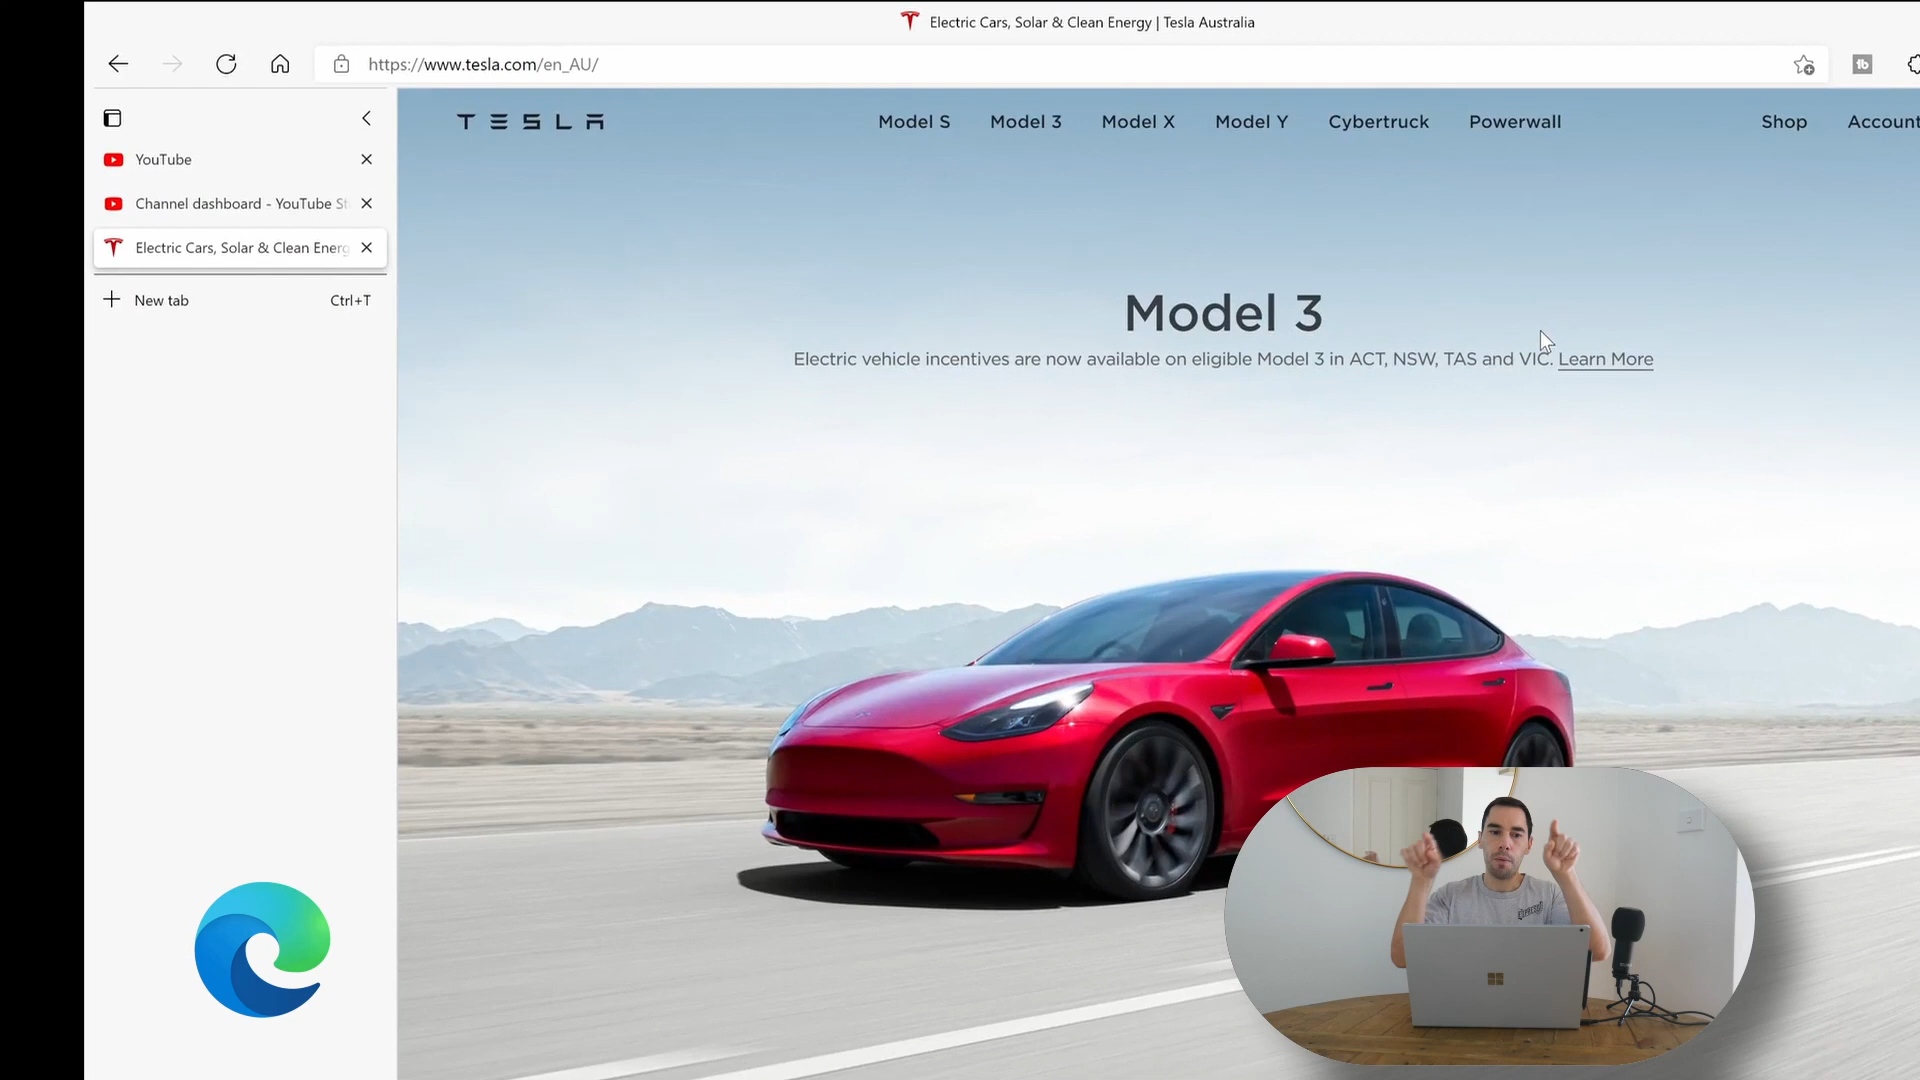 Electric Cars, Solar & Clean Energy | Tesla Australia
https://www.tesla.com/en_AU/
tb
YouTube
Channel dashboard - YouTube St
Electric Cars, Solar & Clean Energ
New tab Ctrl+T
TESLA Model S Model 3 Model X Model Y Cybertruck Powerwall Shop Account
Model 3
Electric vehicle incentives are now available on eligible Model 3 in ACT, NSW, TAS and VIC. Learn More